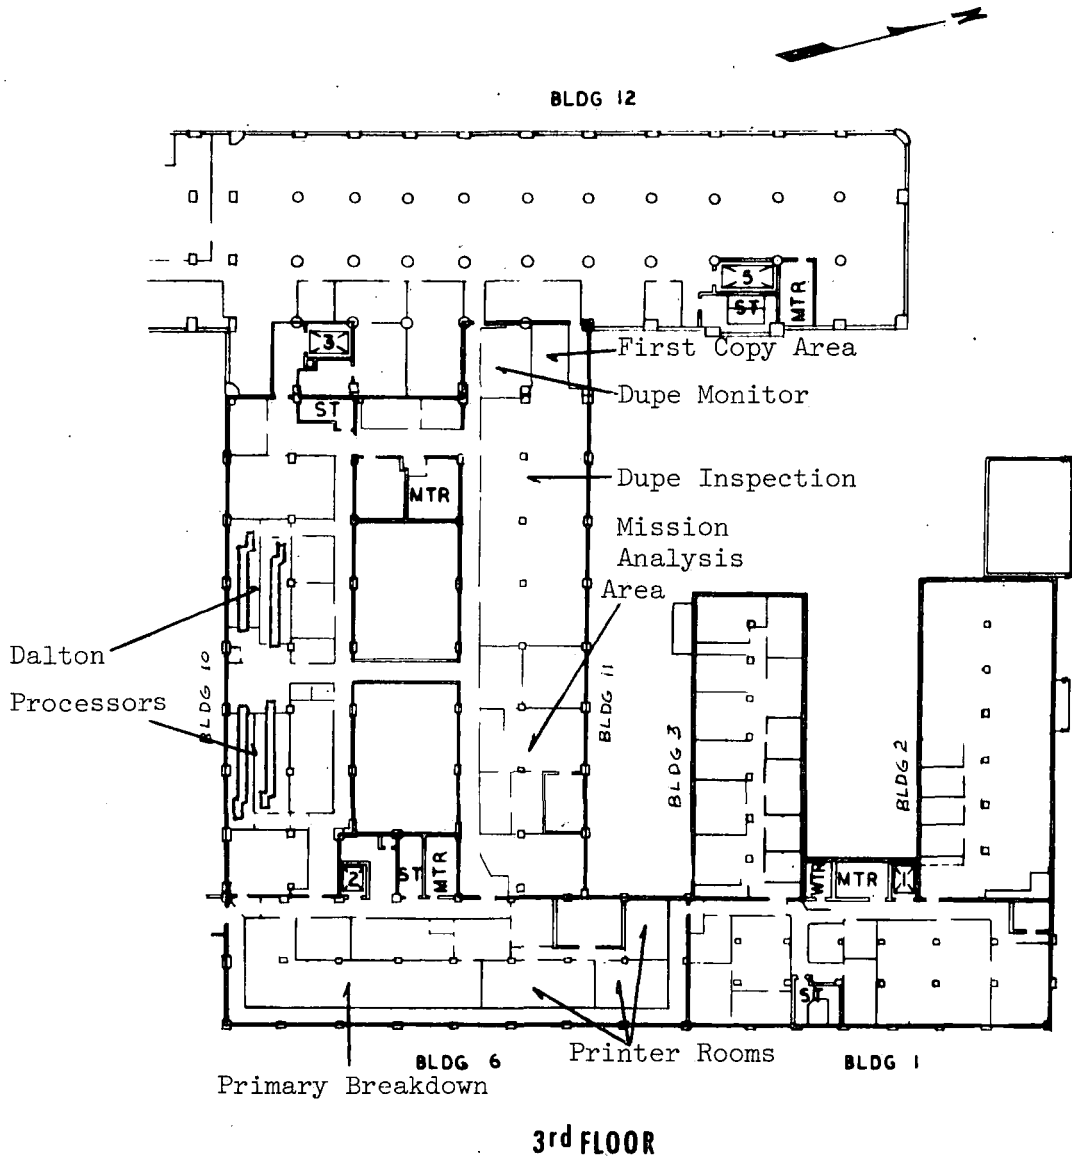 N
BLDG 12
5
ST
MTR
3
First Copy Area
Dupe Monitor
ST
Dupe Inspection
MTR
Mission
Analysis
Area
Dalton
Processors
BLDG 10
BLDG 11
BLDG 3
BLDG 2
2
ST
MTR
WTR
MTR
1
ST
Printer Rooms
BLDG 6
BLDG 1
Primary Breakdown
3rd FLOOR